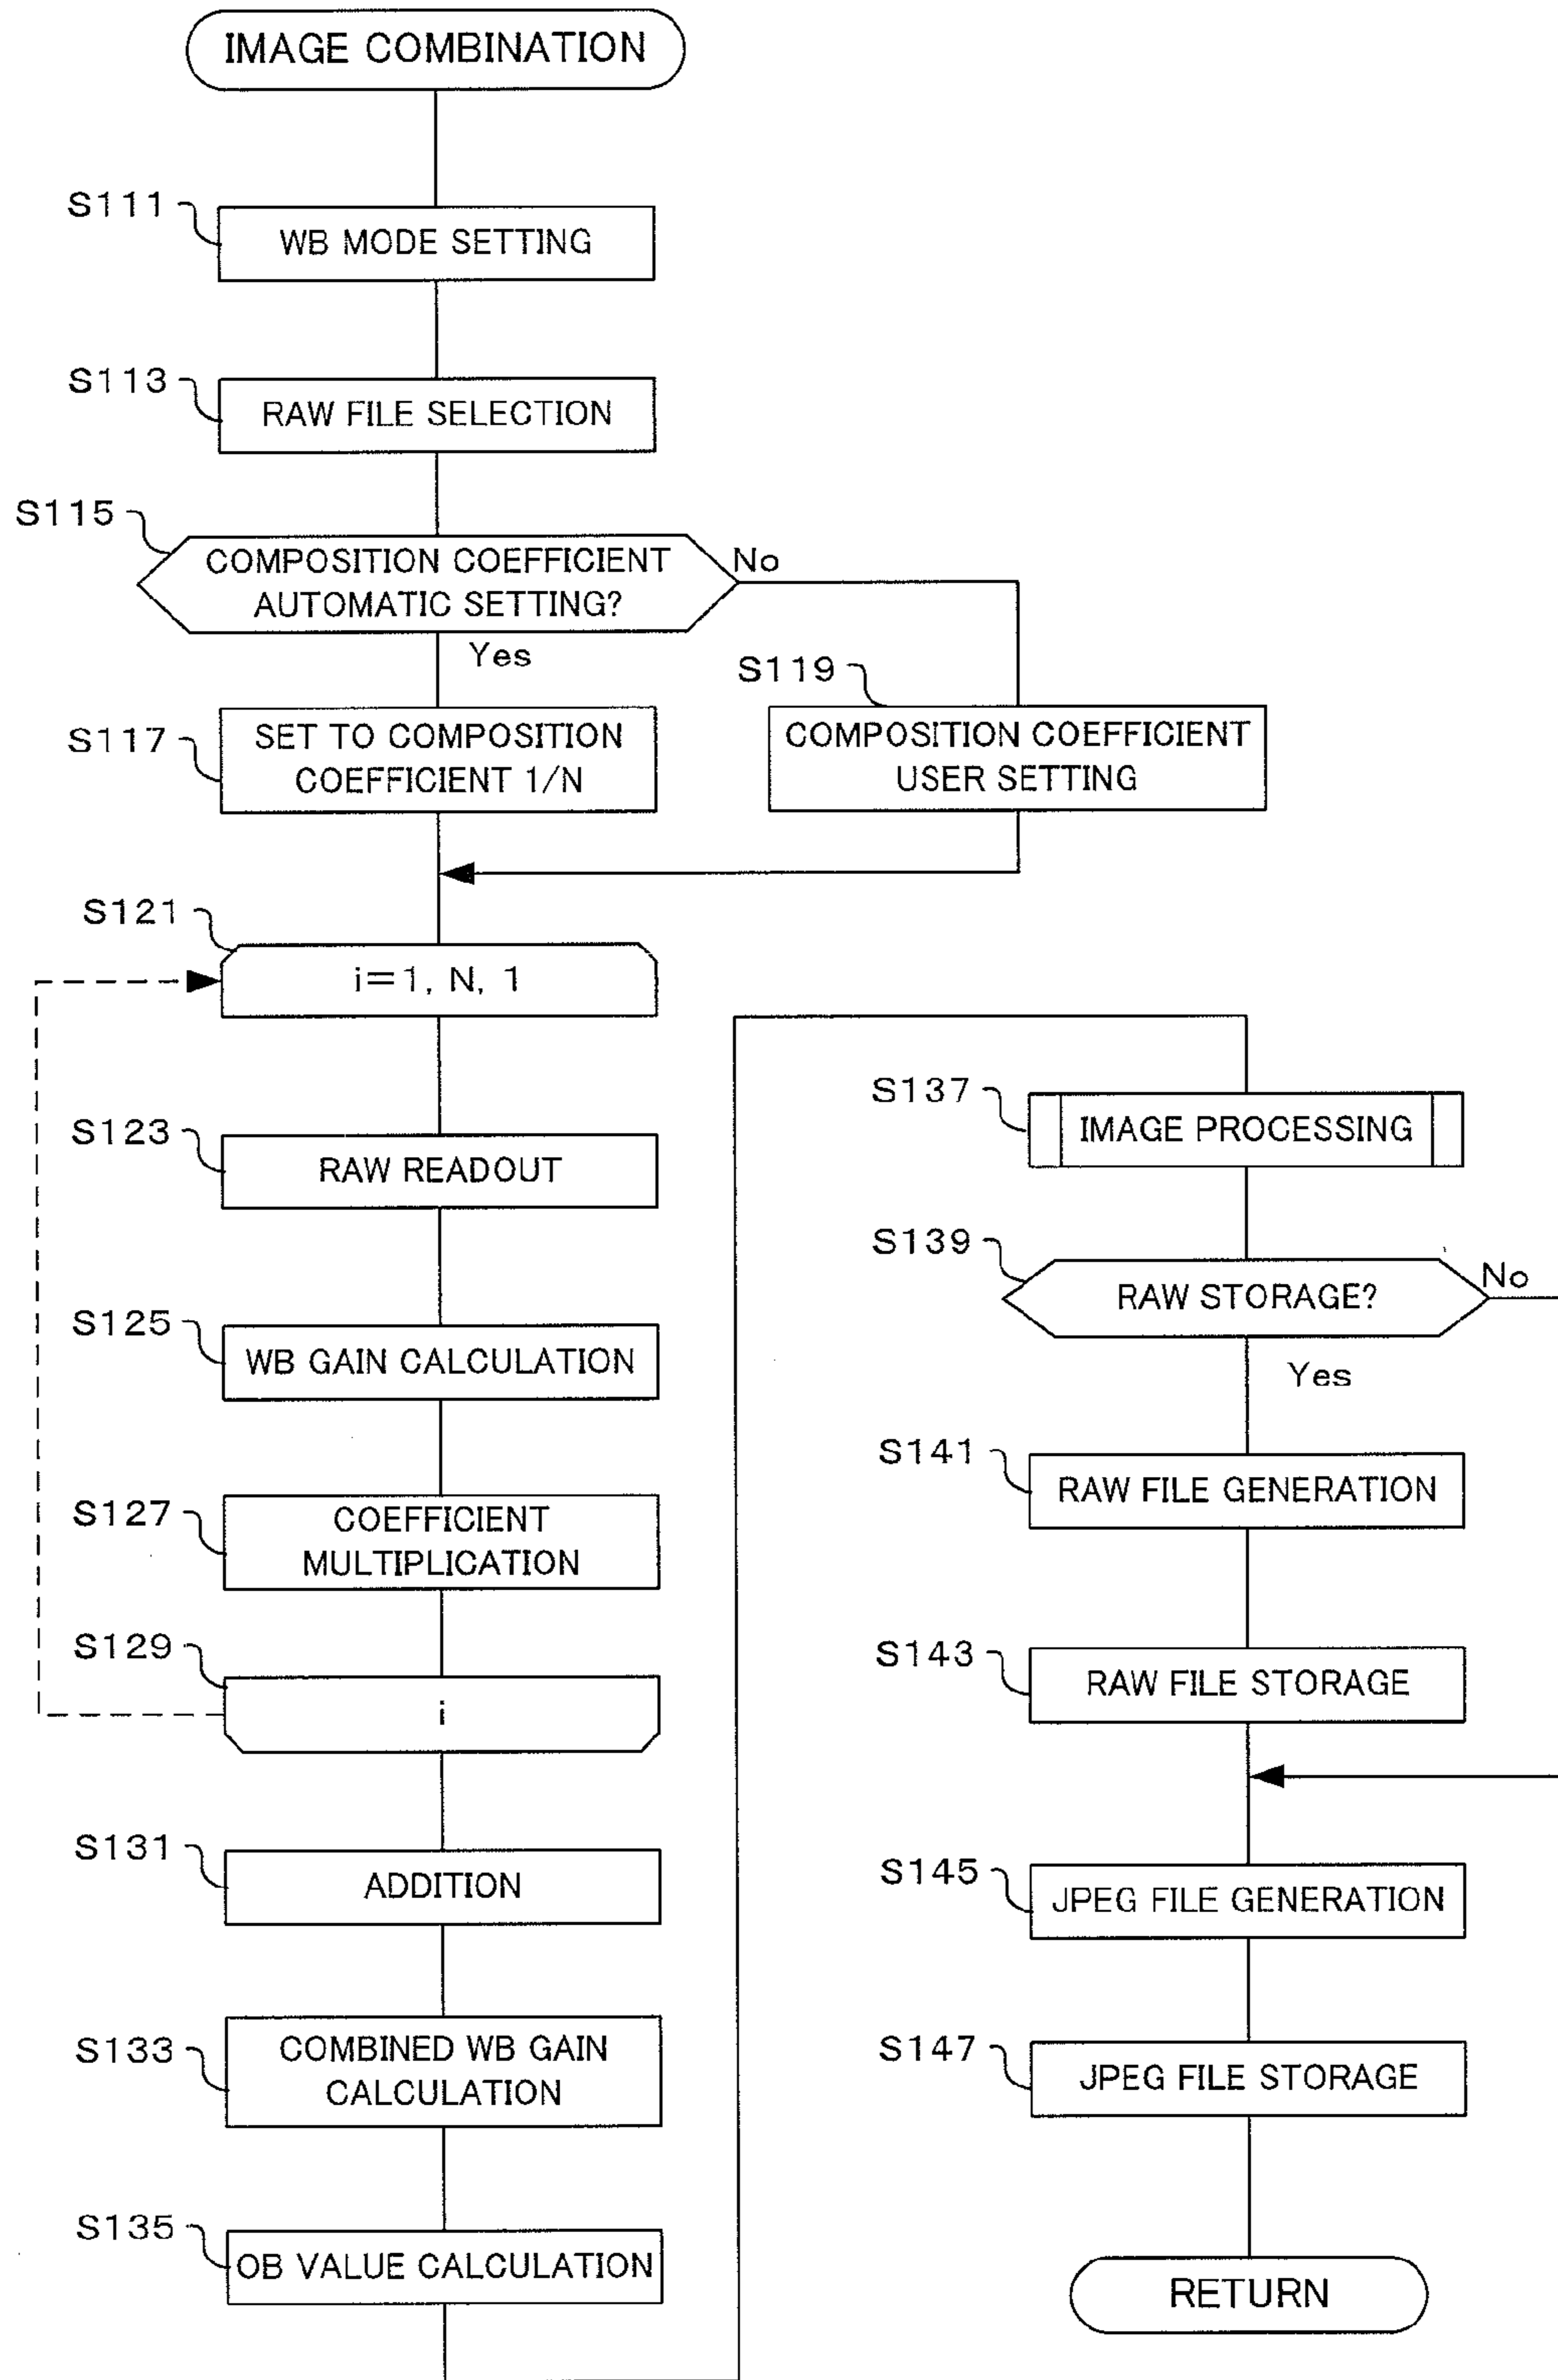 IMAGE COMBINATION
S111
WB MODE SETTING
S113
RAW FILE SELECTION
S115
COMPOSITION COEFFICIENT
AUTOMATIC SETTING?
No
Yes
S117
SET TO COMPOSITION
COEFFICIENT 1/N
S119
COMPOSITION COEFFICIENT
USER SETTING
S121
i=1, N, 1
S123
RAW READOUT
S125
WB GAIN CALCULATION
S127
COEFFICIENT
MULTIPLICATION
S129
i
S131
ADDITION
S133
COMBINED WB GAIN
CALCULATION
S135
OB VALUE CALCULATION
S137
IMAGE PROCESSING
S139
RAW STORAGE?
No
Yes
S141
RAW FILE GENERATION
S143
RAW FILE STORAGE
S145
JPEG FILE GENERATION
S147
JPEG FILE STORAGE
RETURN